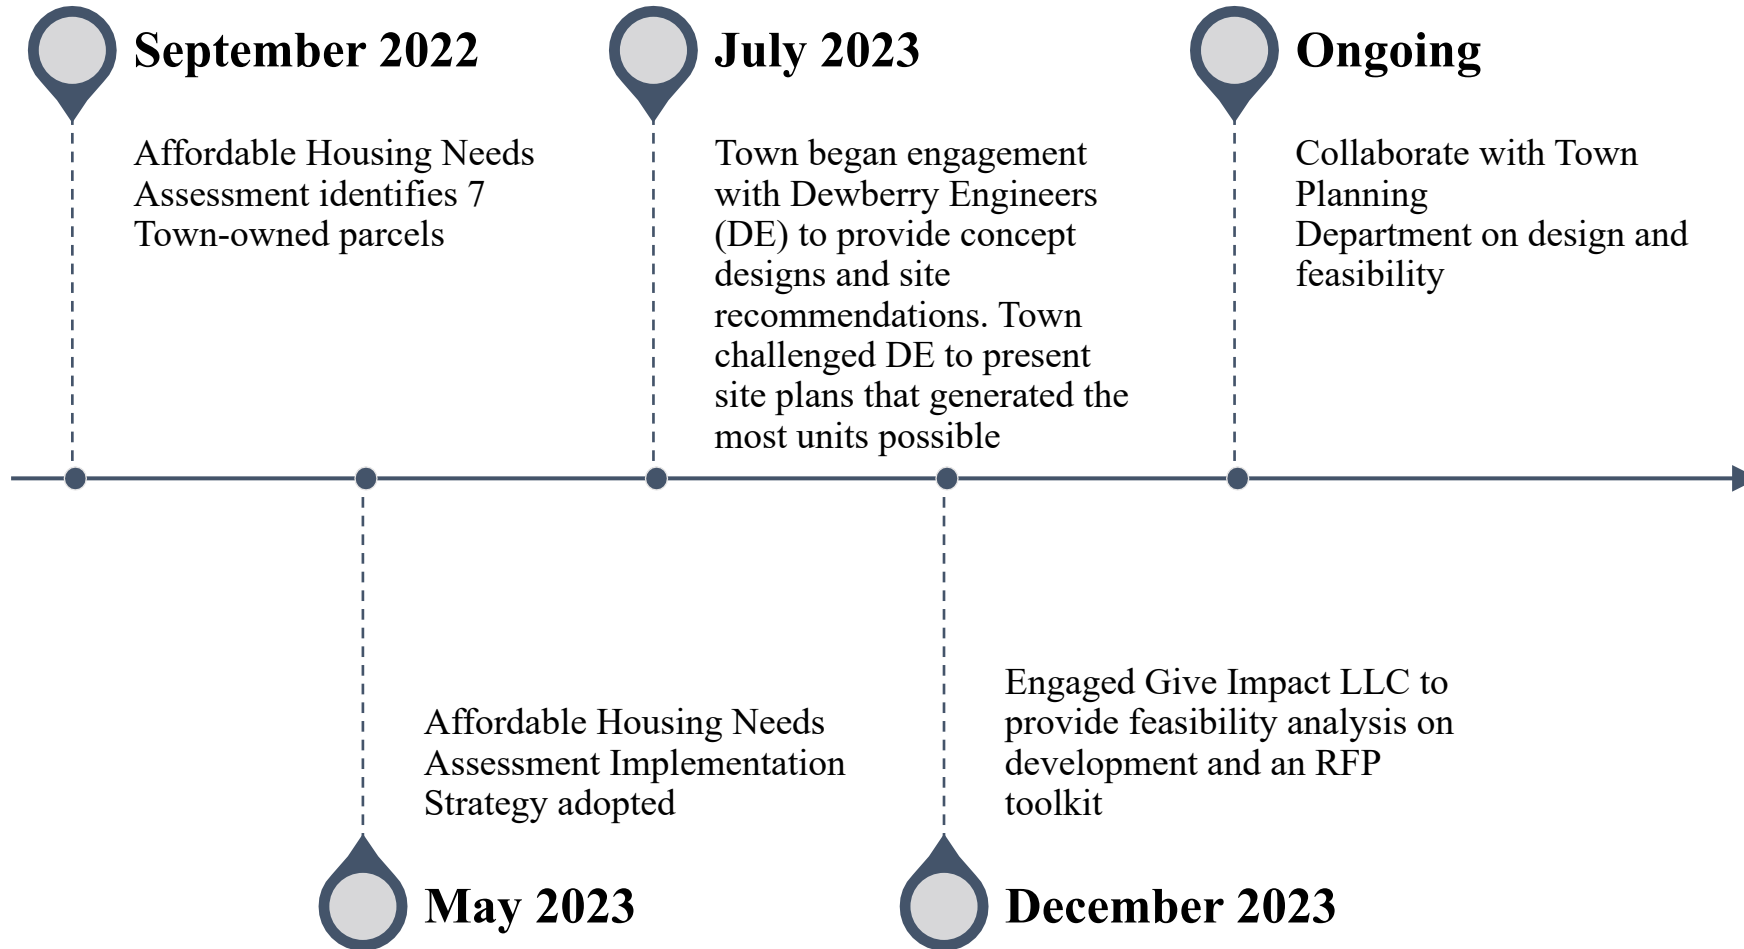 September 2022
Affordable Housing Needs
Assessment identifies 7
Town-owned parcels
May 2023
Affordable Housing Needs
Assessment Implementation
Strategy adopted
July 2023
Town began engagement
with Dewberry Engineers
(DE) to provide concept
designs and site
recommendations. Town
challenged DE to present
site plans that generated the
most units possible
December 2023
Engaged Give Impact LLC to
provide feasibility analysis on
development and an RFP
toolkit
Ongoing
Collaborate with Town
Planning
Department on design and
feasibility